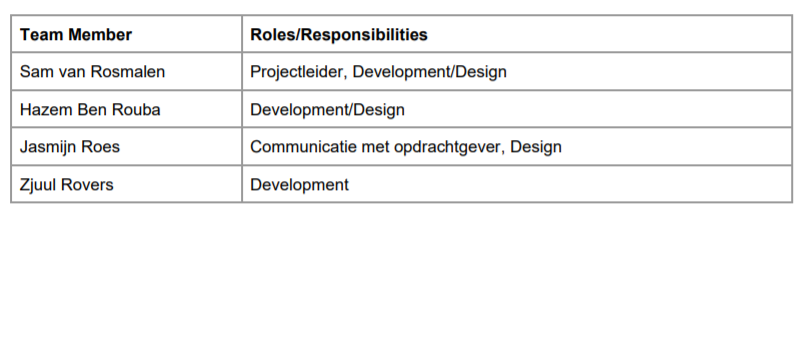 Team Member Roles/Responsibilities
Sam van Rosmalen Projectleider, Development/Design
Hazem Ben Rouba Development/Design
Jasmijn Roes Communicatie met opdrachtgever, Design
Zjuul Rovers Development